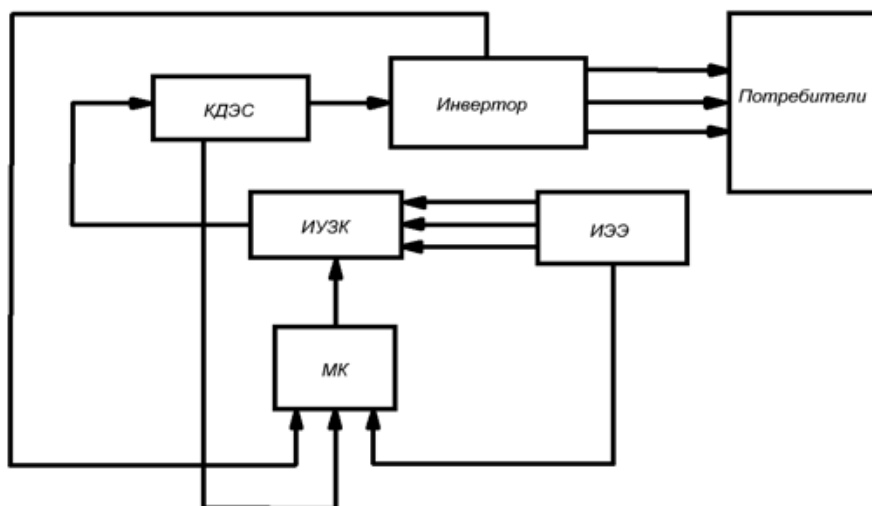 КДЭС
Инвертор
Потребители
ИУЗК
ИЭЭ
МК